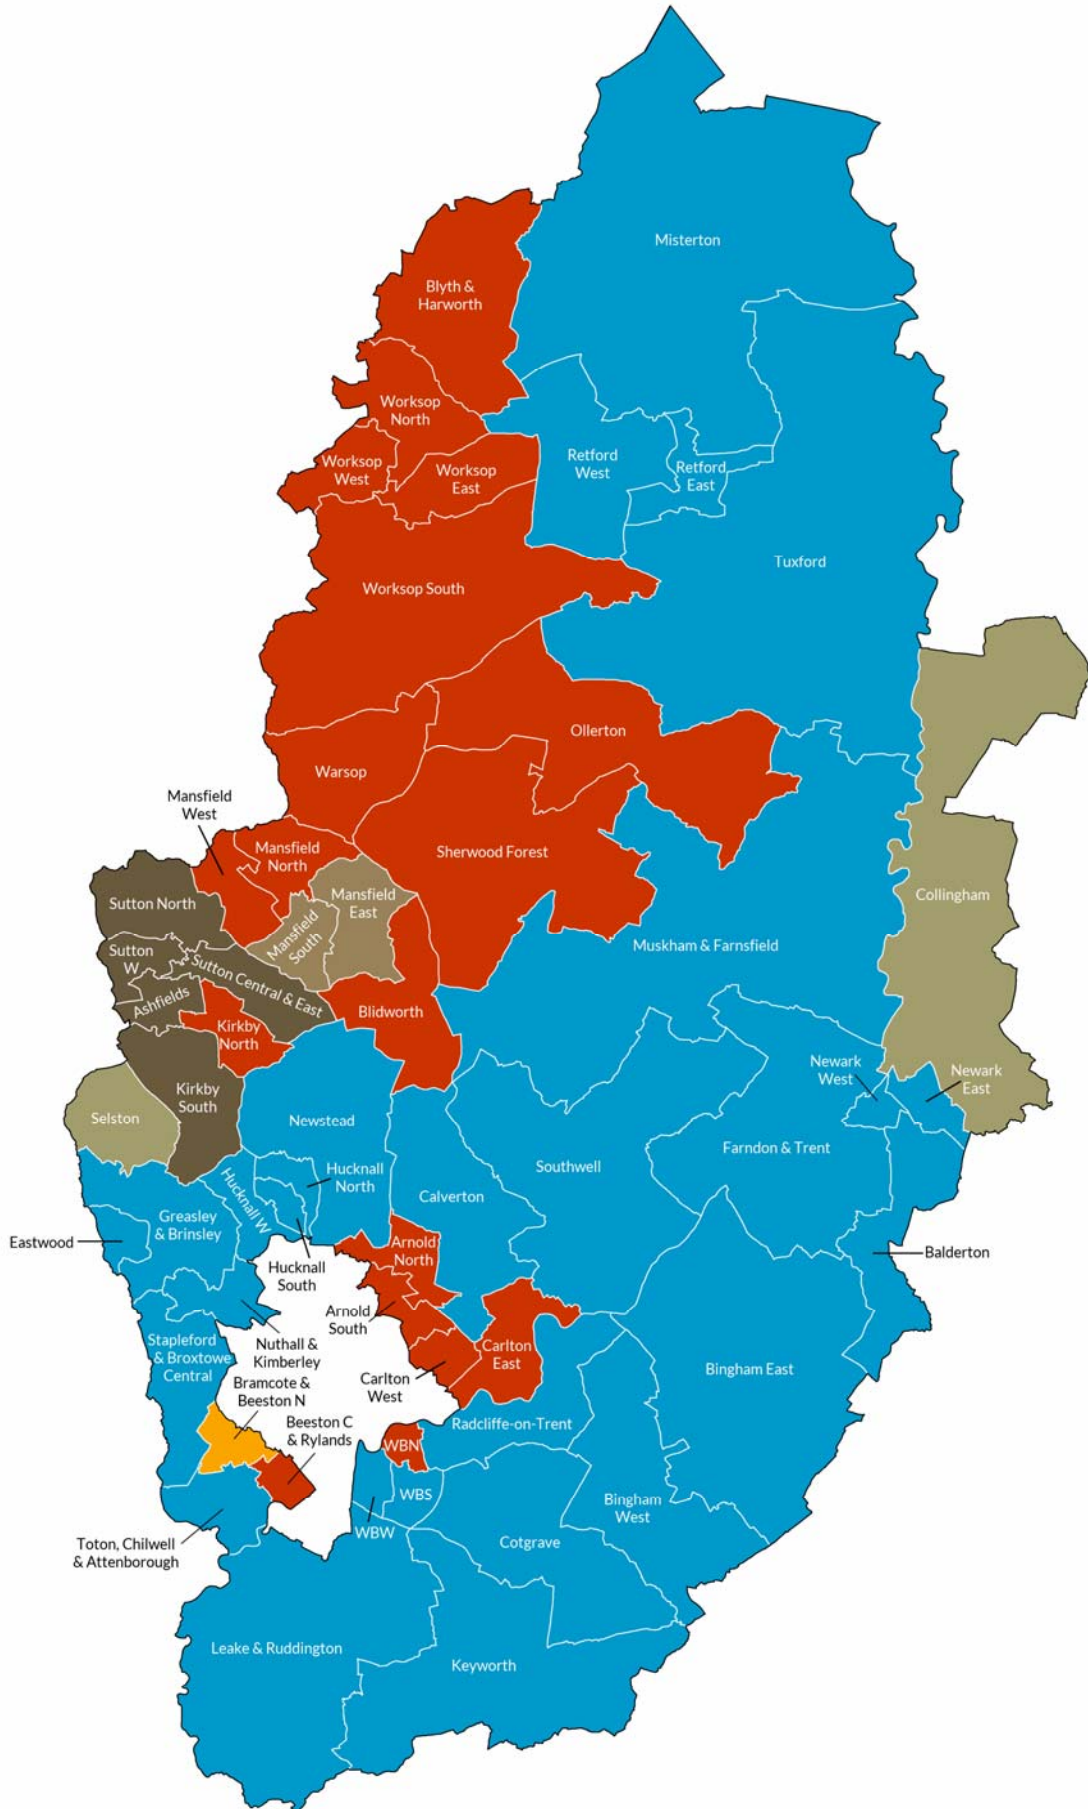 Misterton
Blyth &
Harworth
Worksop
North
Worksop
West
Worksop
East
Retford
West
Retford
East
Tuxford
Worksop South
Ollerton
Warsop
Mansfield
West
Mansfield
North
Sherwood Forest
Mansfield
East
Mansfield
South
Collingham
Sutton North
Sutton
W
Sutton Central & East
Ashfields
Muskham & Farnsfield
Blidworth
Kirkby
North
Newark
West
Newark
East
Kirkby
South
Selston
Newstead
Farndon & Trent
Southwell
Hucknall
North
Hucknall W
Calverton
Greasley
& Brinsley
Eastwood
Arnold
North
Balderton
Hucknall
South
Arnold
South
Nuthall &
Kimberley
Stapleford
& Broxtowe
Central
Carlton
East
Bingham East
Bramcote &
Beeston N
Carlton
West
Beeston C
& Rylands
Radcliffe-on-Trent
WBN
WBS
Bingham
West
WBW
Cotgrave
Toton, Chilwell
& Attenborough
Leake & Ruddington
Keyworth